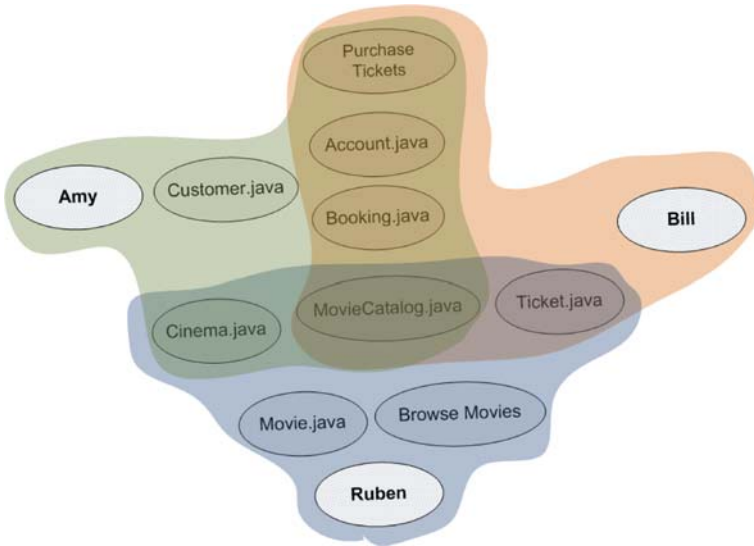 Purchase
Tickets
Account.java
Amy
Customer.java
Booking.java
Bill
Cinema.java
MovieCatalog.java
Ticket.java
Movie.java
Browse Movies
Ruben